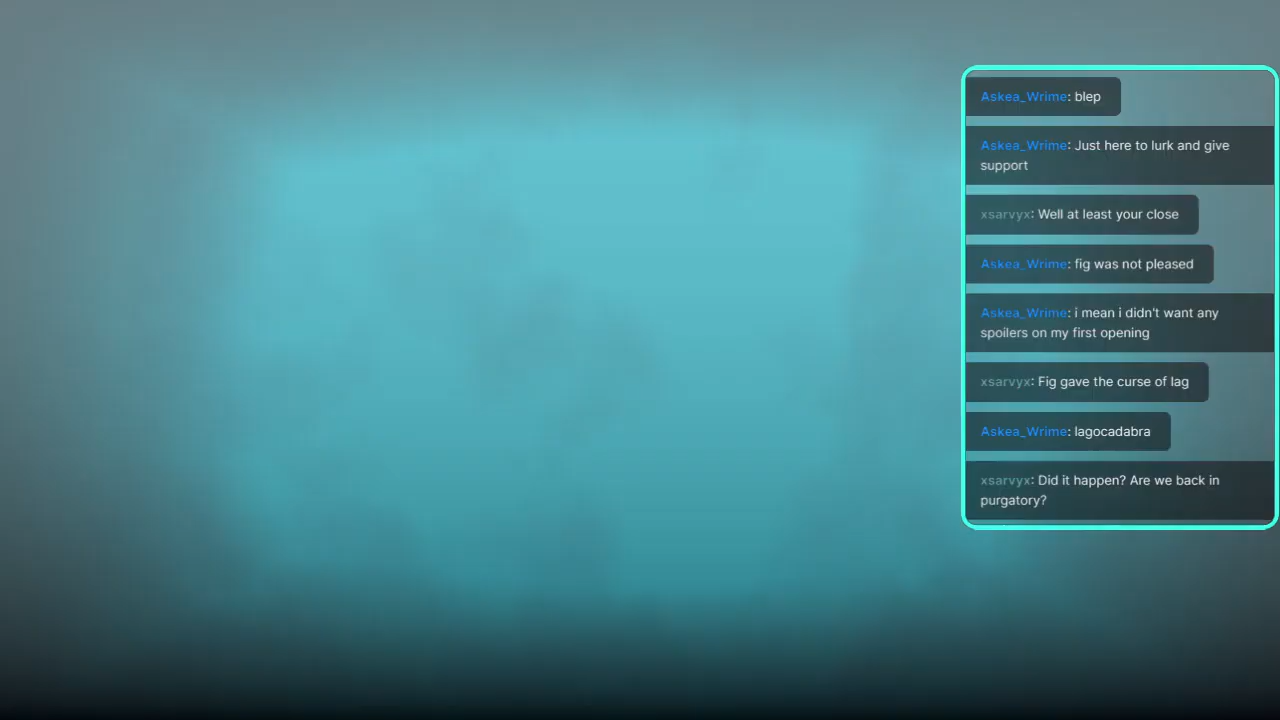 Askea_Wrime: blep
Askea_Wrime: Just here to lurk and give
support
xsarvyx: Well at least your close
Askea_Wrime: fig was not pleased
Askea_Wrime: i mean i didn't want any
spoilers on my first opening
xsarvyx: Fig gave the curse of lag
Askea_Wrime: lagocadabra
xsarvyx: Did it happen? Are we back in
purgatory?